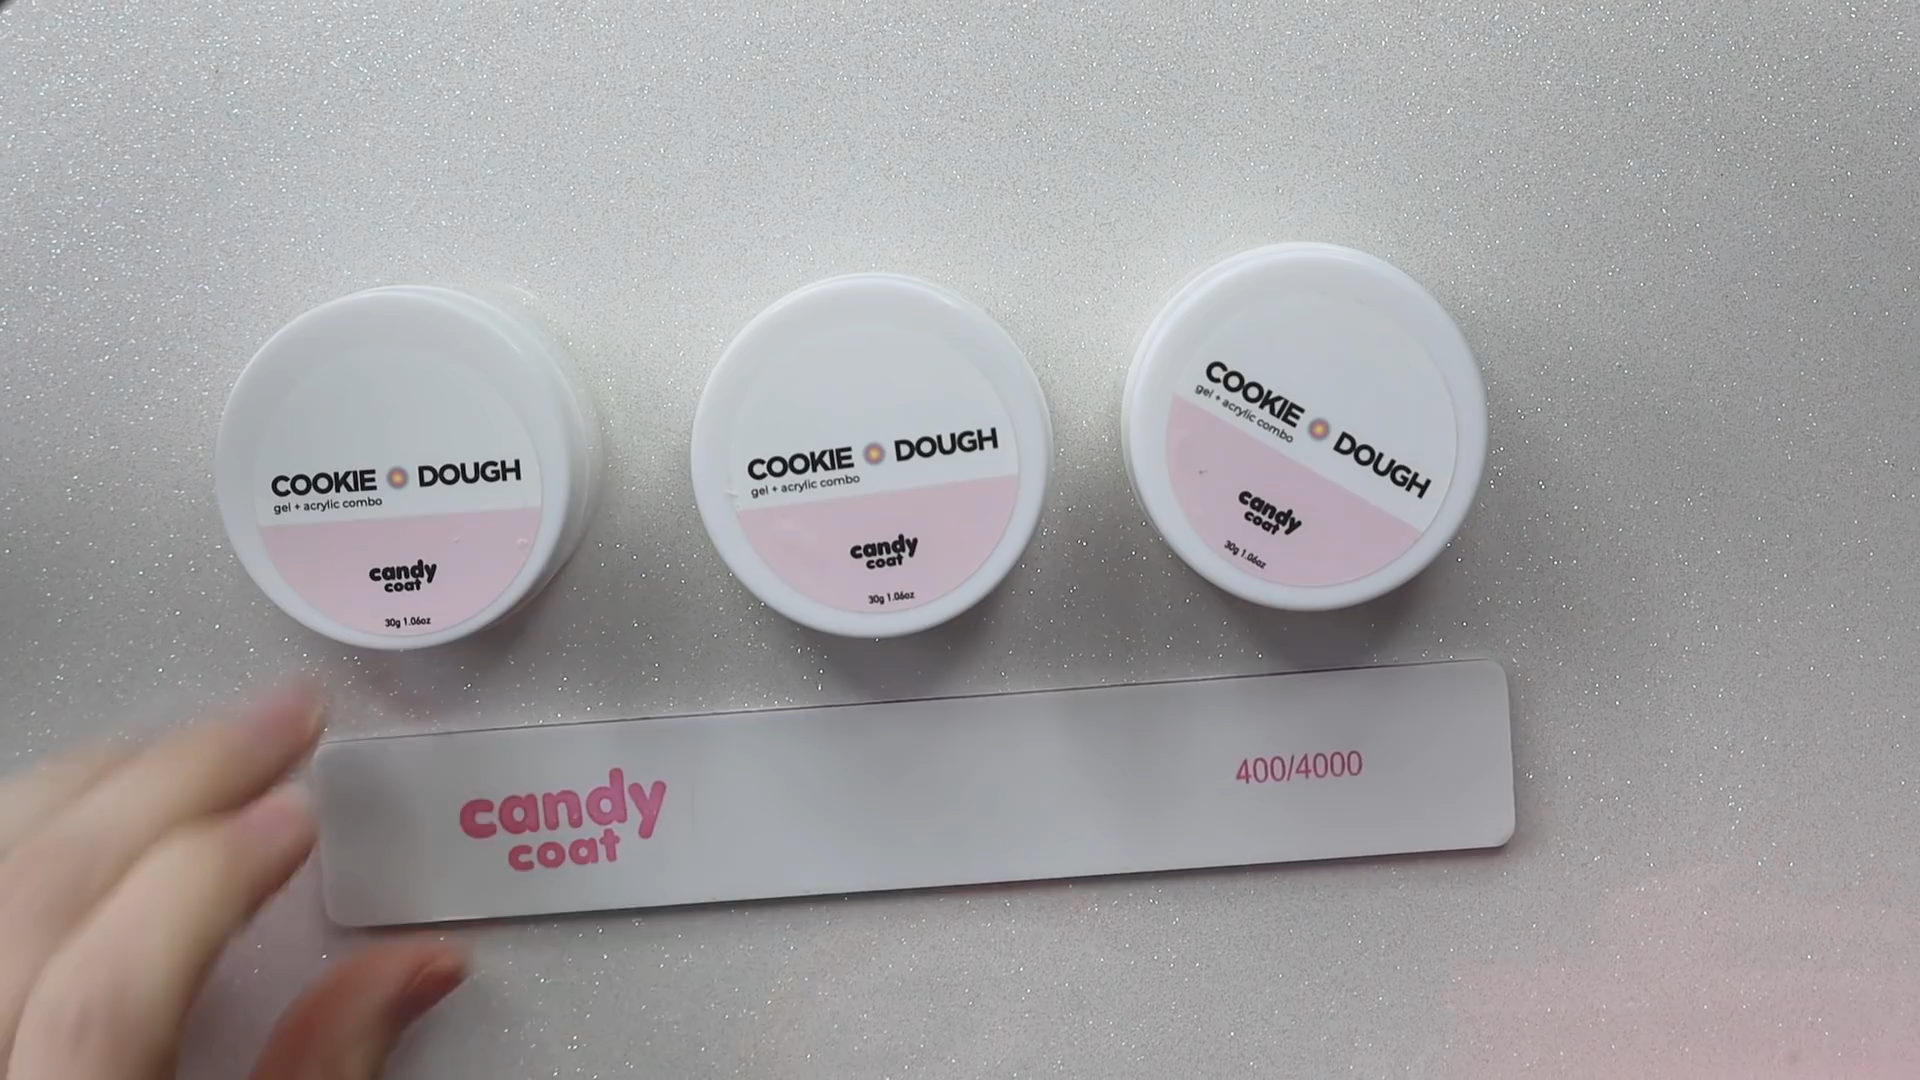 COOKIE DOUGH
gel + acrylic combo
candy
coat
30g 1.06oz
COOKIE DOUGH
gel + acrylic combo
candy
coat
30g 1.06oz
COOKIE DOUGH
gel + acrylic combo
candy
coat
30g 1.06oz
candy
coat
400/4000